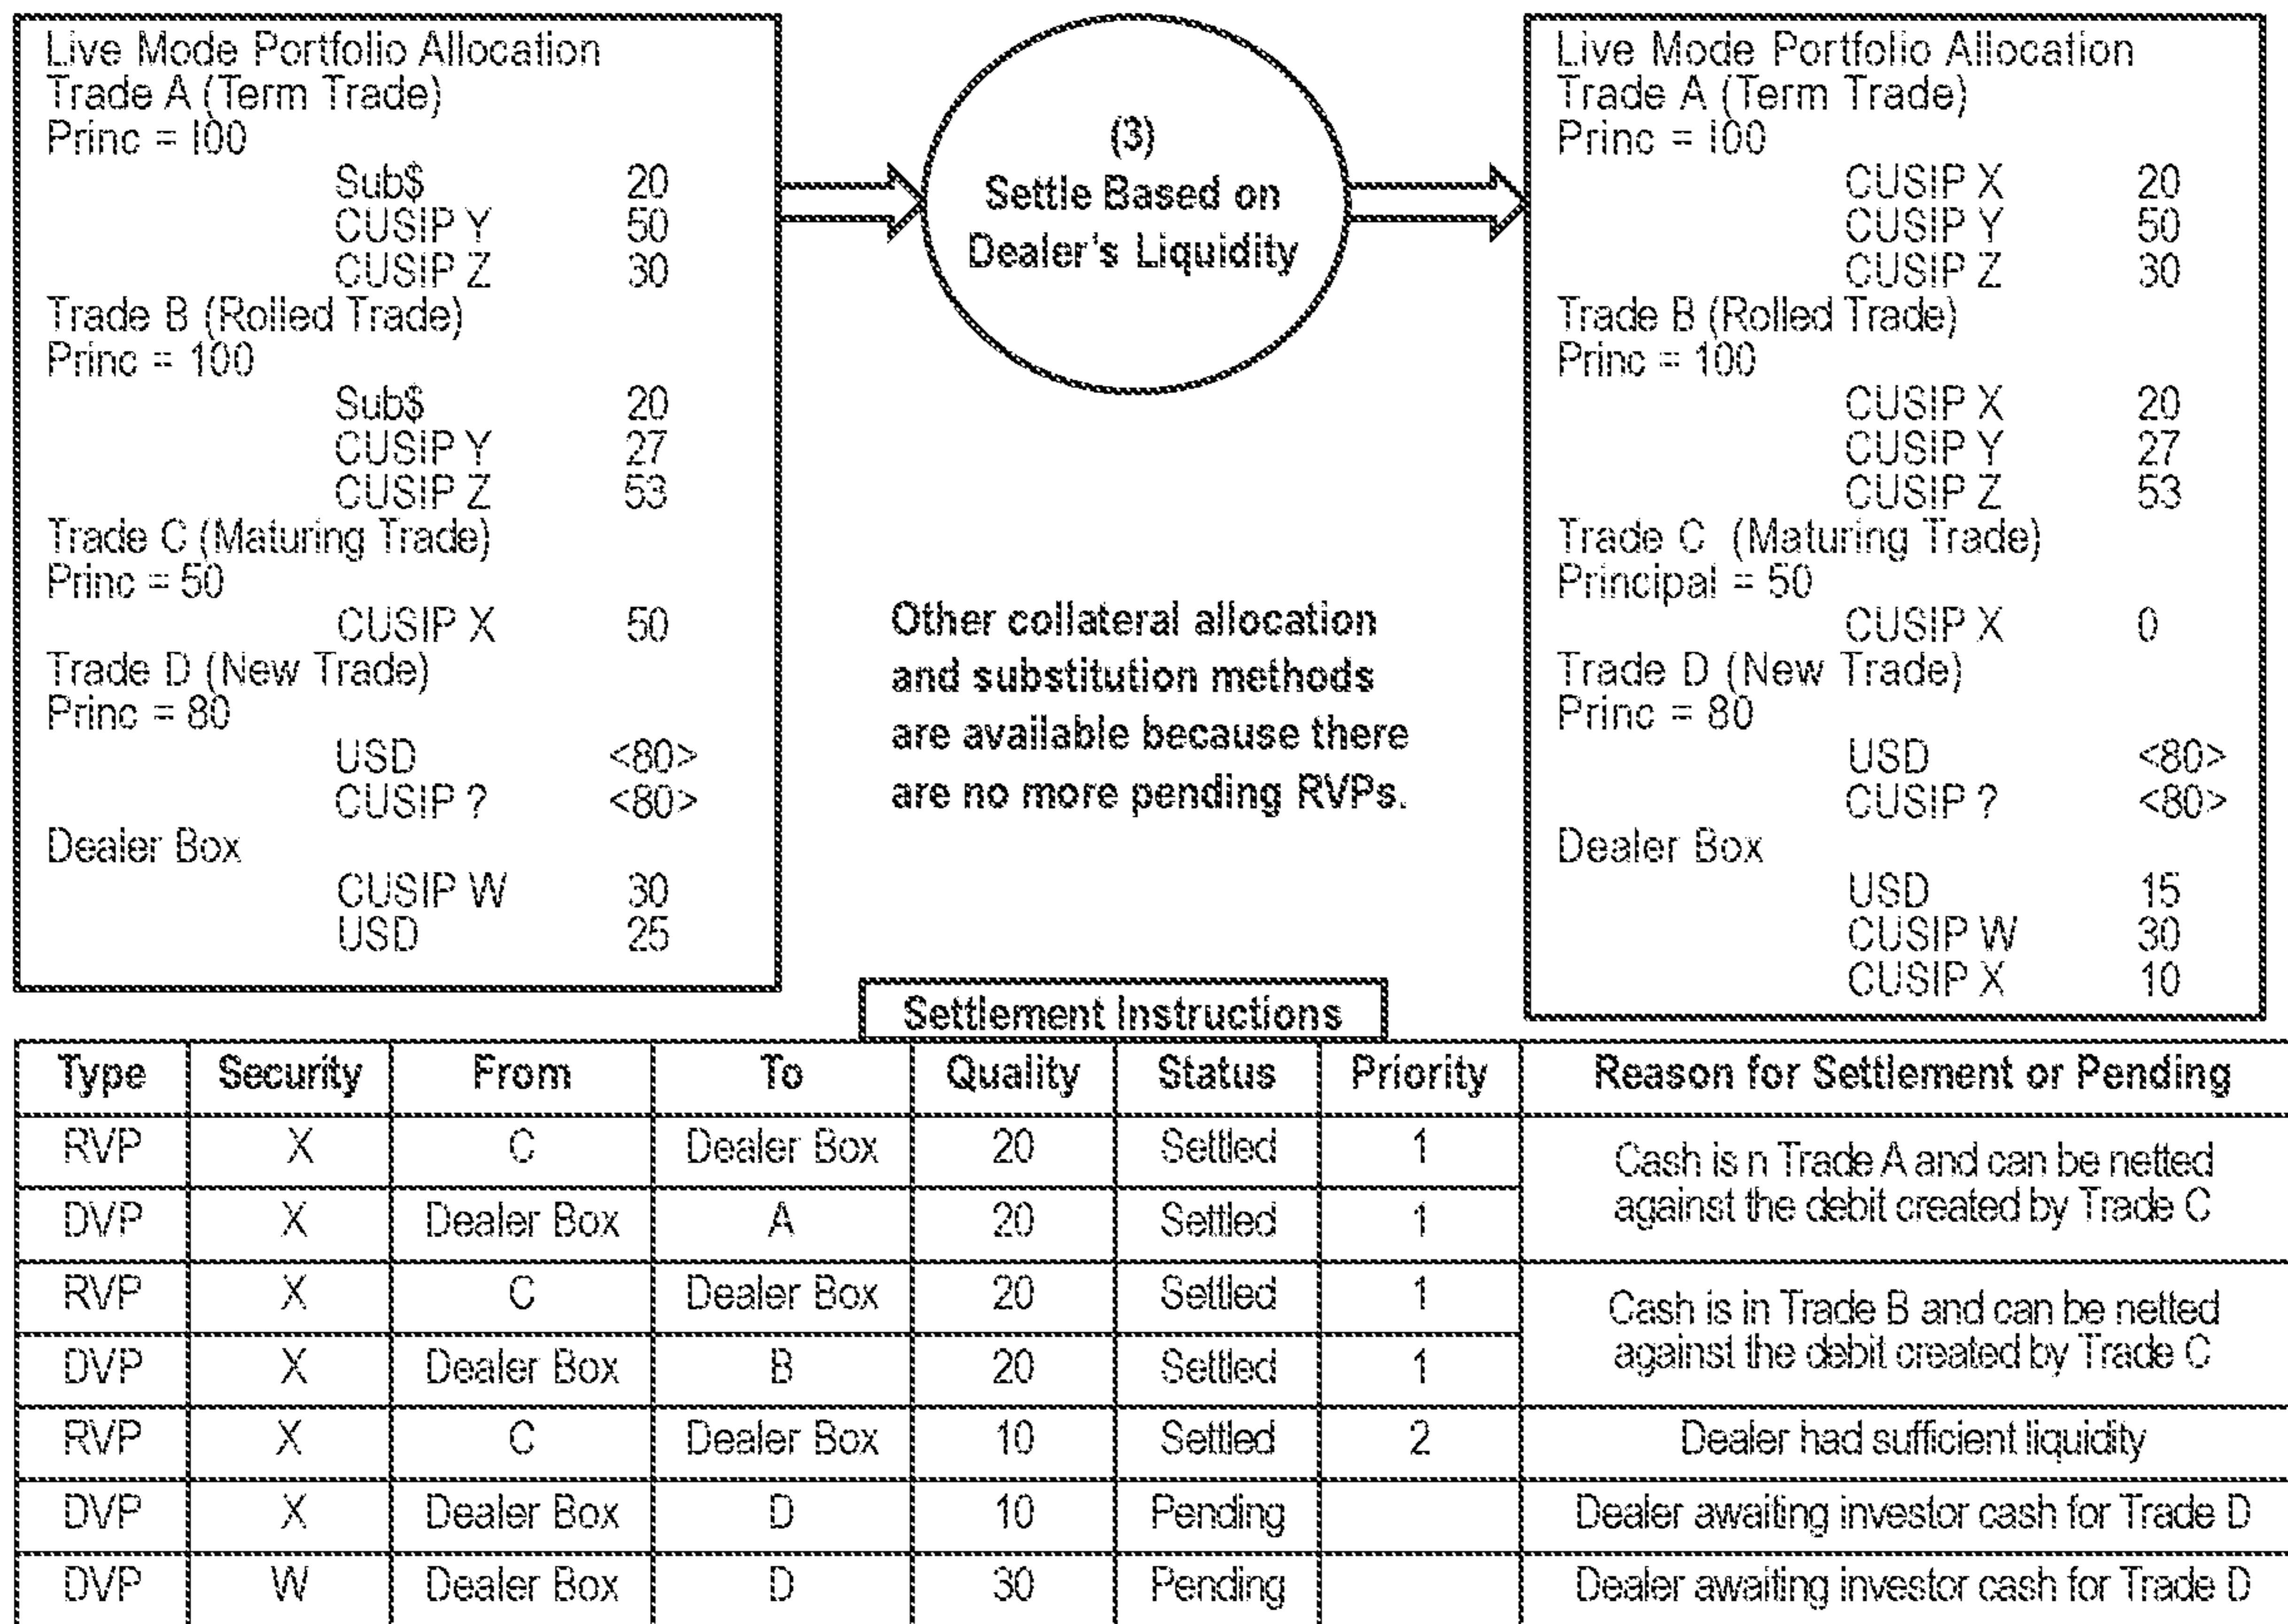 Live Mode Portfolio Allocation
Trade A (Term Trade)
Princ = I00
Sub$ 20
CUSIP Y 50
CUSIP Z 30
Trade B (Rolled Trade)
Princ = 100
Sub$ 20
CUSIP Y 27
CUSIP Z 53
Trade C (Maturing Trade)
Princ = 50
CUSIP X 50
Trade D (New Trade)
Princ = 80
USD <80>
CUSIP ? <80>
Dealer Box
CUSIP W 30
USD 25
(3)
Settle Based on
Dealer's Liquidity
Other collateral allocation
and substitution methods
are available because there
are no more pending RVPs.
Live Mode Portfolio Allocation
Trade A (Term Trade)
Princ = I00
CUSIP X 20
CUSIP Y 50
CUSIP Z 30
Trade B (Rolled Trade)
Princ = 100
CUSIP X 20
CUSIP Y 27
CUSIP Z 53
Trade C (Maturing Trade)
Principal = 50
CUSIP X 0
Trade D (New Trade)
Princ = 80
USD <80>
CUSIP ? <80>
Dealer Box
USD 15
CUSIP W 30
CUSIP X 10
Settlement Instructions
Type Security From To Quality Status Priority Reason for Settlement or Pending
RVP X C Dealer Box 20 Settled 1
Cash is n Trade A and can be netted
against the debit created by Trade C
DVP X Dealer Box A 20 Settled 1
RVP X C Dealer Box 20 Settled 1
Cash is in Trade B and can be netted
against the debit created by Trade C
DVP X Dealer Box B 20 Settled 1
RVP X C Dealer Box 10 Settled 2 Dealer had sufficient liquidity
DVP X Dealer Box D 10 Pending Dealer awaiting investor cash for Trade D
DVP W Dealer Box D 30 Pending Dealer awaiting investor cash for Trade D